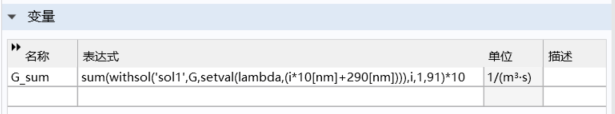 变量
名称 表达式 单位 描述
G_sum sum(withsol('sol1',G,setval(lambda,(i*10[nm]+290[nm]))),i,1,91)*10 1/(m³·s)